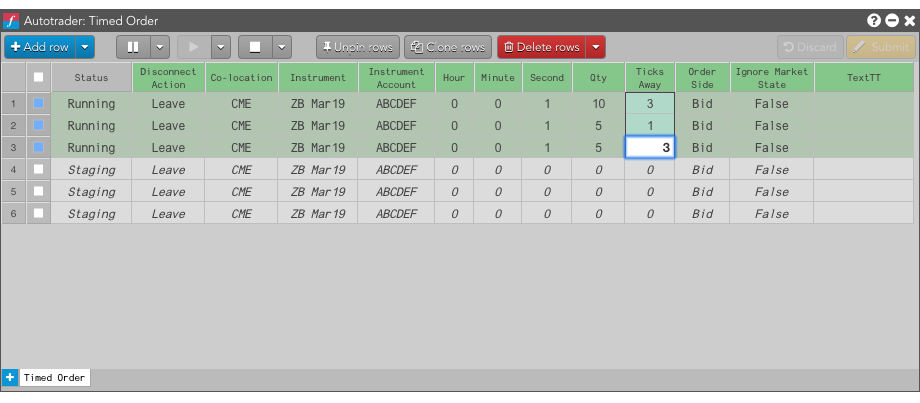 f Autotrader: Timed Order ?
+ Add row Unpin rows Clone rows Delete rows Discard Submit
Status Disconnect Action Co-location Instrument Instrument Account Hour Minute Second Qty Ticks Away Order Side Ignore Market State TextTT
1 Running Leave CME ZB Mar19 ABCDEF 0 0 1 10 3 Bid False
2 Running Leave CME ZB Mar19 ABCDEF 0 0 1 5 1 Bid False
3 Running Leave CME ZB Mar19 ABCDEF 0 0 1 5 3 Bid False
4 Staging Leave CME ZB Mar19 ABCDEF 0 0 0 0 0 Bid False
5 Staging Leave CME ZB Mar19 ABCDEF 0 0 0 0 0 Bid False
6 Staging Leave CME ZB Mar19 ABCDEF 0 0 0 0 0 Bid False
+ Timed Order